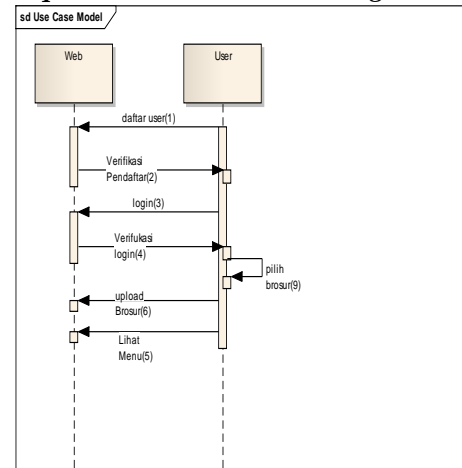 sd Use Case Model
Web
User
daftar user(1)
Verifikasi
Pendaftar(2)
login(3)
Verifukasi
login(4)
pilih
brosur(9)
upload
Brosur(6)
Lihat
Menu(5)